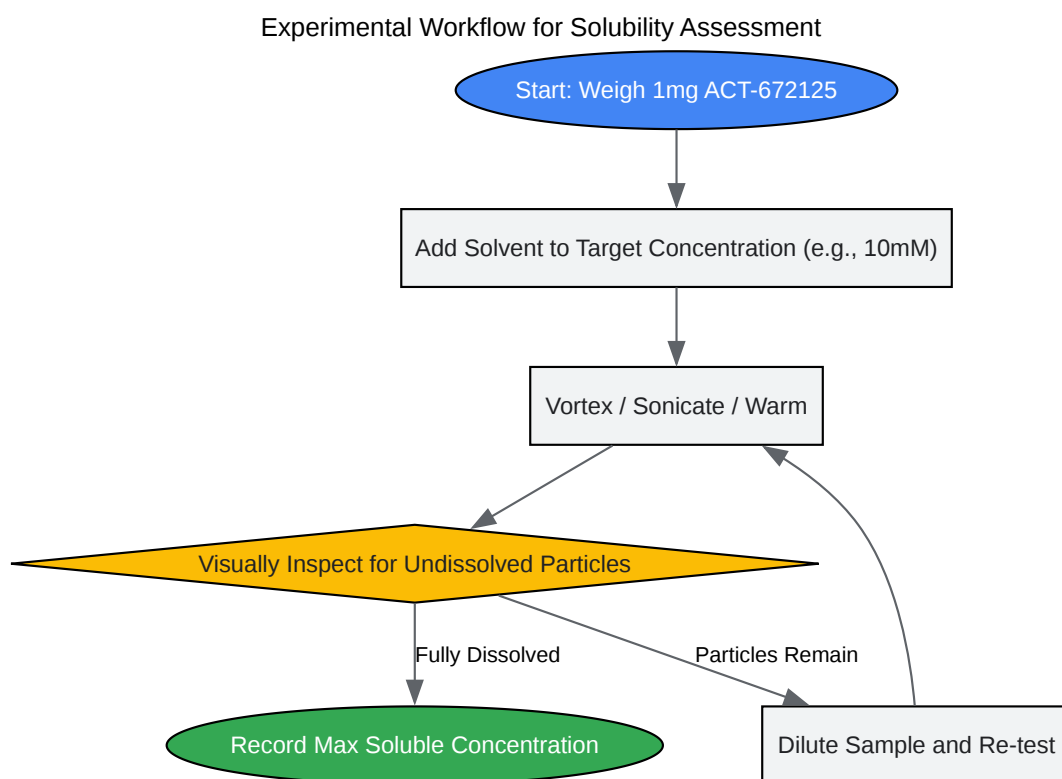 Experimental Workflow for Solubility Assessment
Start: Weigh 1mg ACT-672125
Add Solvent to Target Concentration (e.g., 10mM)
Vortex / Sonicate / Warm
Visually Inspect for Undissolved Particles
Fully Dissolved
Particles Remain
Record Max Soluble Concentration
Dilute Sample and Re-test